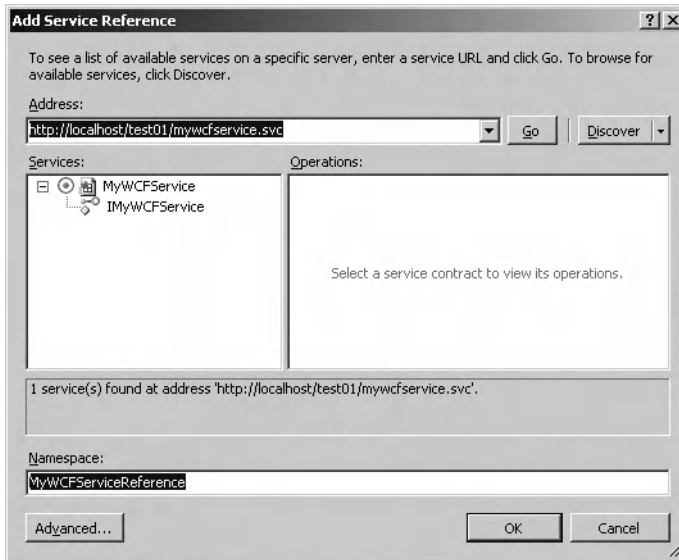 Add Service Reference
To see a list of available services on a specific server, enter a service URL and click Go. To browse for
available services, click Discover.
Address:
http://localhost/test01/mywcfservice.svc
Go
Discover
Services:
Operations:
MyWCFService
IMyWCFService
Select a service contract to view its operations.
1 service(s) found at address 'http://localhost/test01/mywcfservice.svc'.
Namespace:
MyWCFServiceReference
Advanced...
OK
Cancel